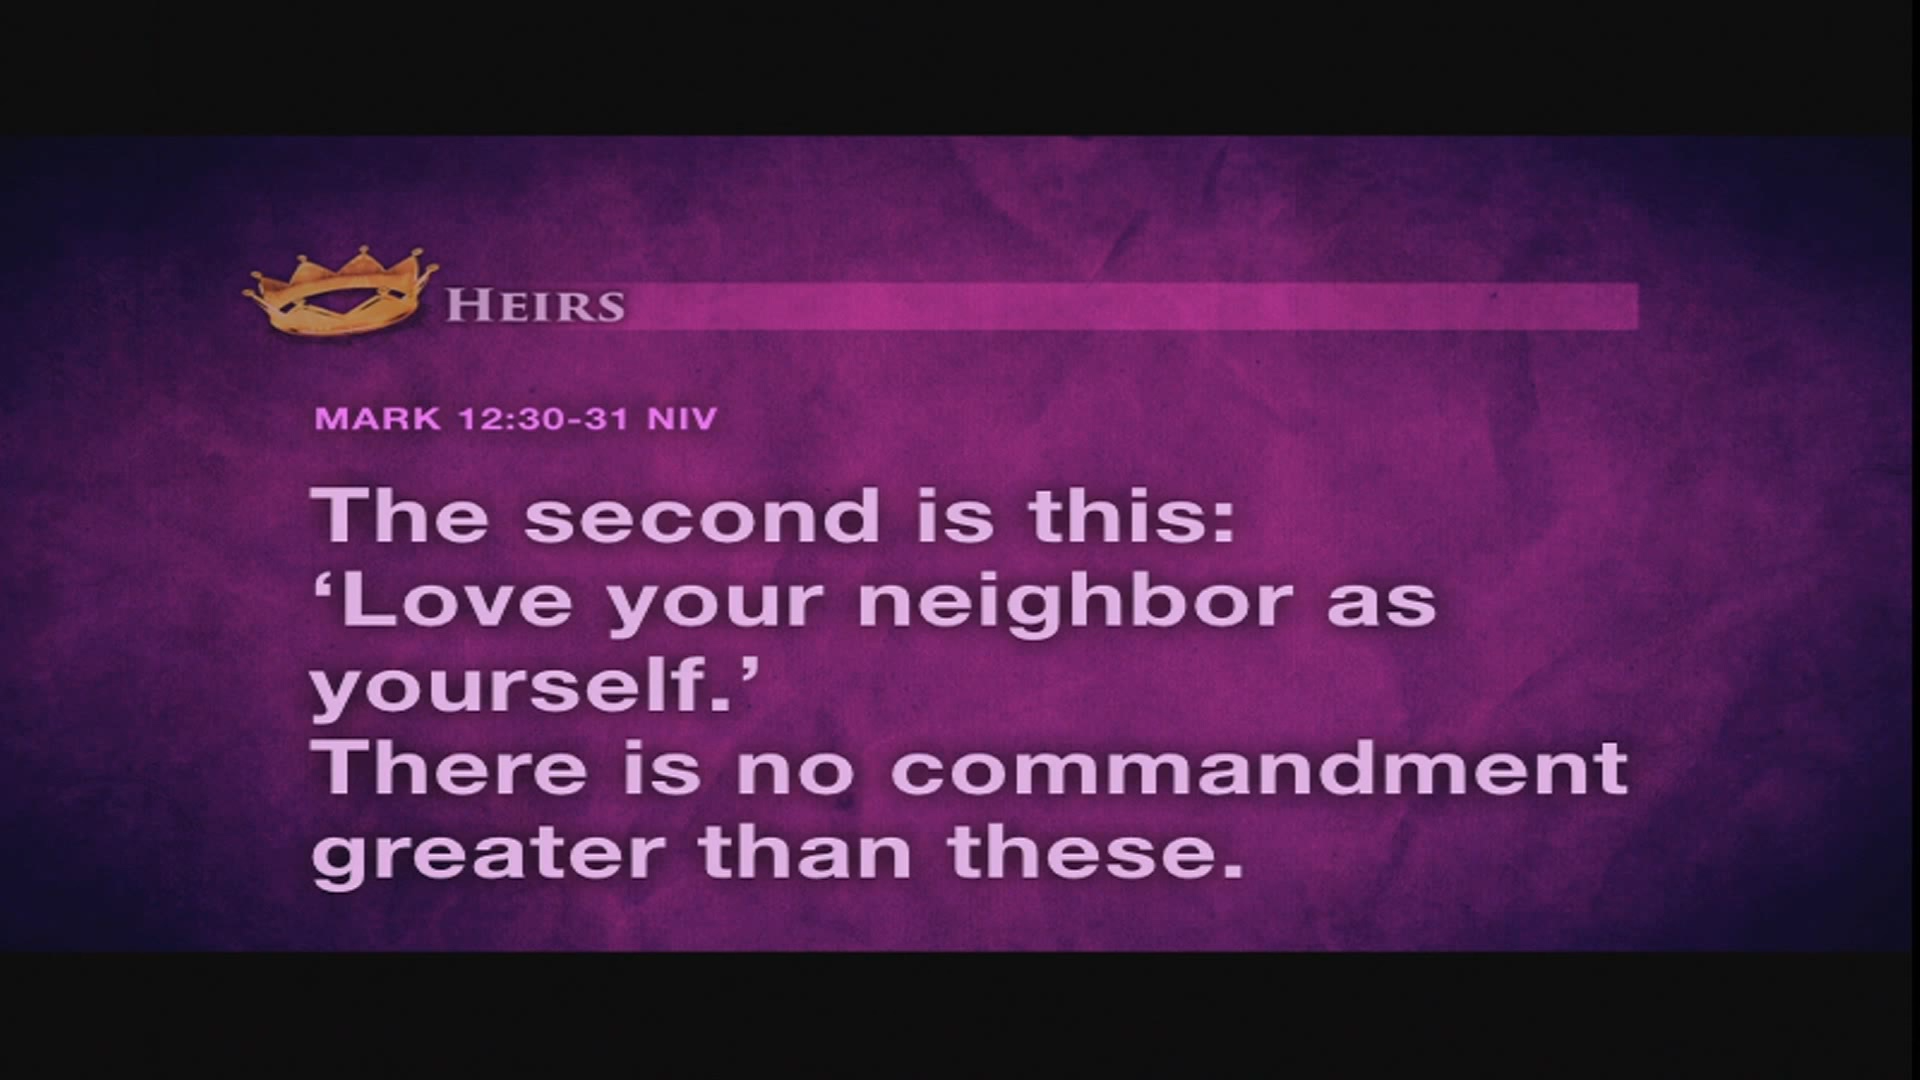 HEIRS
MARK 12:30-31 NIV
The second is this:
‘Love your neighbor as
yourself.’
There is no commandment
greater than these.